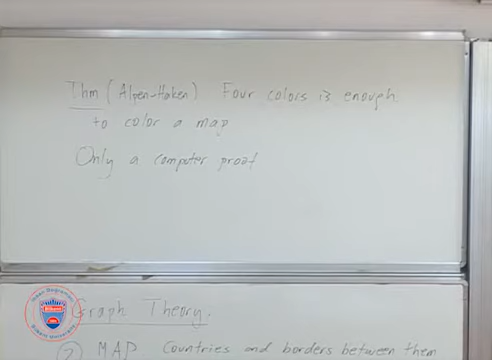 Thm (Alpen-Haken) Four colors is enough
to color a map
Only a computer proof
Graph Theory.
② MAP Countries and borders between them